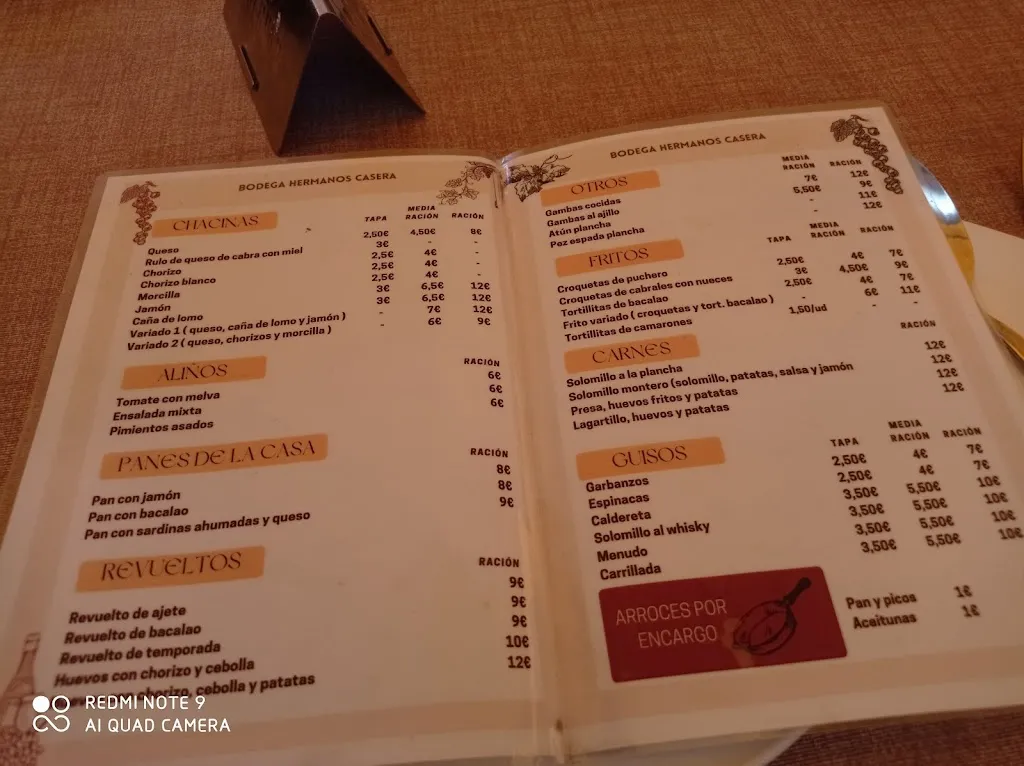 BODEGA HERMANOS CASERA
CHACINAS TAPA MEDIA RACIÓN RACIÓN
Queso 2,50€ 4,50€ 8€
Rulo de queso de cabra con miel 3€ - -
Chorizo 2,5€ 4€ -
Chorizo blanco 2,5€ 4€ -
Morcilla 2,5€ 4€ -
Jamón 3€ 6,5€ 12€
Caña de lomo 3€ 6,5€ 12€
Variado 1 ( queso, caña de lomo y jamón ) - 7€ 12€
Variado 2 ( queso, chorizos y morcilla ) - 6€ 9€
ALIÑOS RACIÓN
Tomate con melva 6€
Ensalada mixta 6€
Pimientos asados 6€
PANES DE LA CASA RACIÓN
Pan con jamón 8€
Pan con bacalao 8€
Pan con sardinas ahumadas y queso 9€
REVUELTOS RACIÓN
Revuelto de ajete 9€
Revuelto de bacalao 9€
Revuelto de temporada 9€
Huevos con chorizo y cebolla 10€
con chorizo, cebolla y patatas 12€
BODEGA HERMANOS CASERA
OTROS MEDIA RACIÓN RACIÓN
Gambas cocidas 7€ 12€
Gambas al ajillo 5,50€ 9€
Atún plancha - 11€
Pez espada plancha - 12€
FRITOS TAPA MEDIA RACIÓN RACIÓN
Croquetas de puchero 2,50€ 4€ 7€
Croquetas de cabrales con nueces 3€ 4,50€ 9€
Tortillitas de bacalao 2,50€ 4€ 7€
Frito variado ( croquetas y tort. bacalao ) - 6€ 11€
Tortillitas de camarones 1,50/ud - -
CARNES RACIÓN
Solomillo a la plancha 12€
Solomillo montero (solomillo, patatas, salsa y jamón 12€
Presa, huevos fritos y patatas 12€
Lagartillo, huevos y patatas 12€
GUISOS TAPA MEDIA RACIÓN RACIÓN
Garbanzos 2,50€ 4€ 7€
Espinacas 2,50€ 4€ 7€
Caldereta 3,50€ 5,50€ 10€
Solomillo al whisky 3,50€ 5,50€ 10€
Menudo 3,50€ 5,50€ 10€
Carrillada 3,50€ 5,50€ 10€
ARROCES POR
ENCARGO
Pan y picos 1€
Aceitunas 1€
REDMI NOTE 9
AI QUAD CAMERA